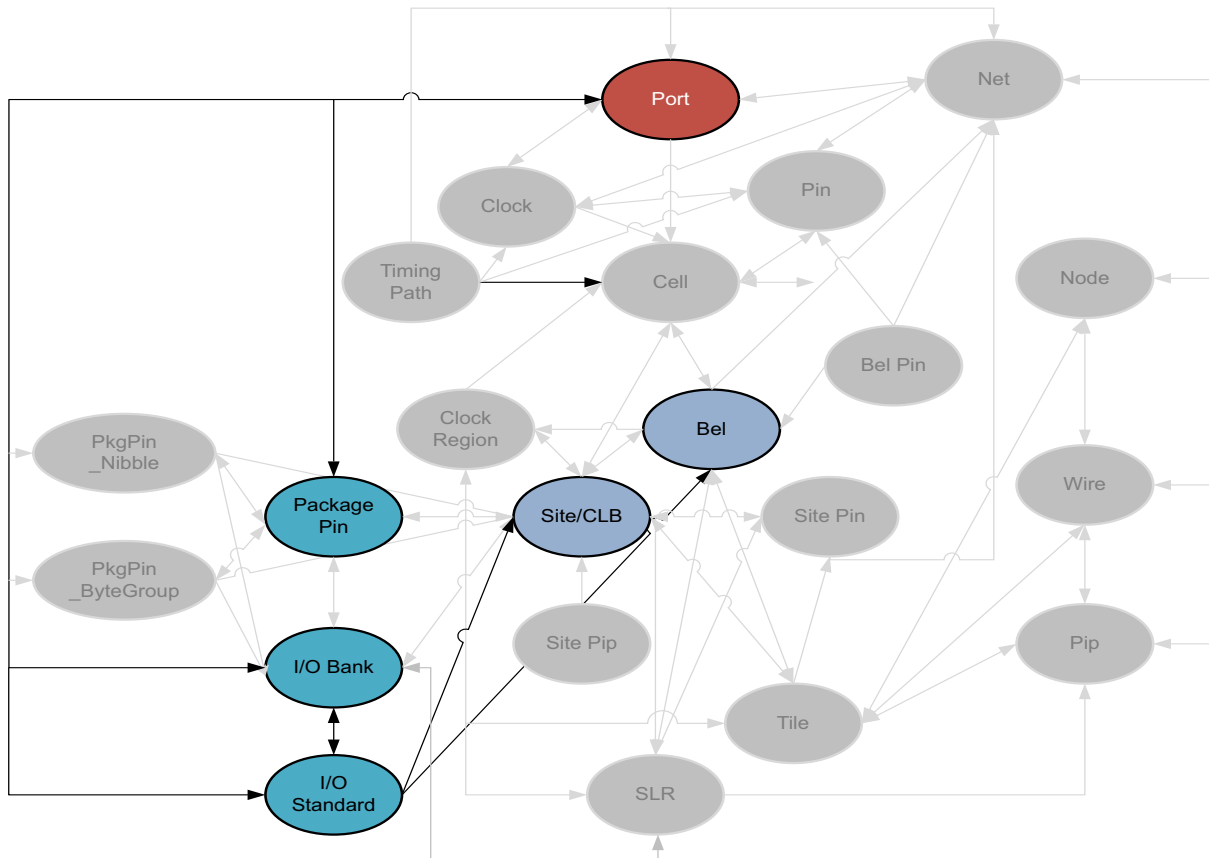 Net
Port
Pin
Clock
Timing
Path
Cell
Node
Bel Pin
Clock
Region
Bel
PkgPin
_Nibble
Wire
Package
Pin
Site/CLB
Site Pin
PkgPin
_ByteGroup
Site Pip
Pip
I/O Bank
Tile
I/O
Standard
SLR